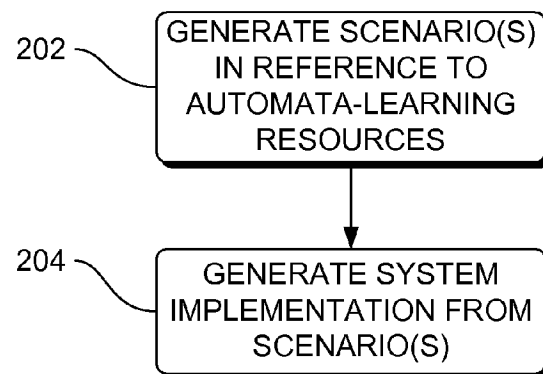 202
GENERATE SCENARIO(S)
IN REFERENCE TO
AUTOMATA-LEARNING
RESOURCES
204
GENERATE SYSTEM
IMPLEMENTATION FROM
SCENARIO(S)